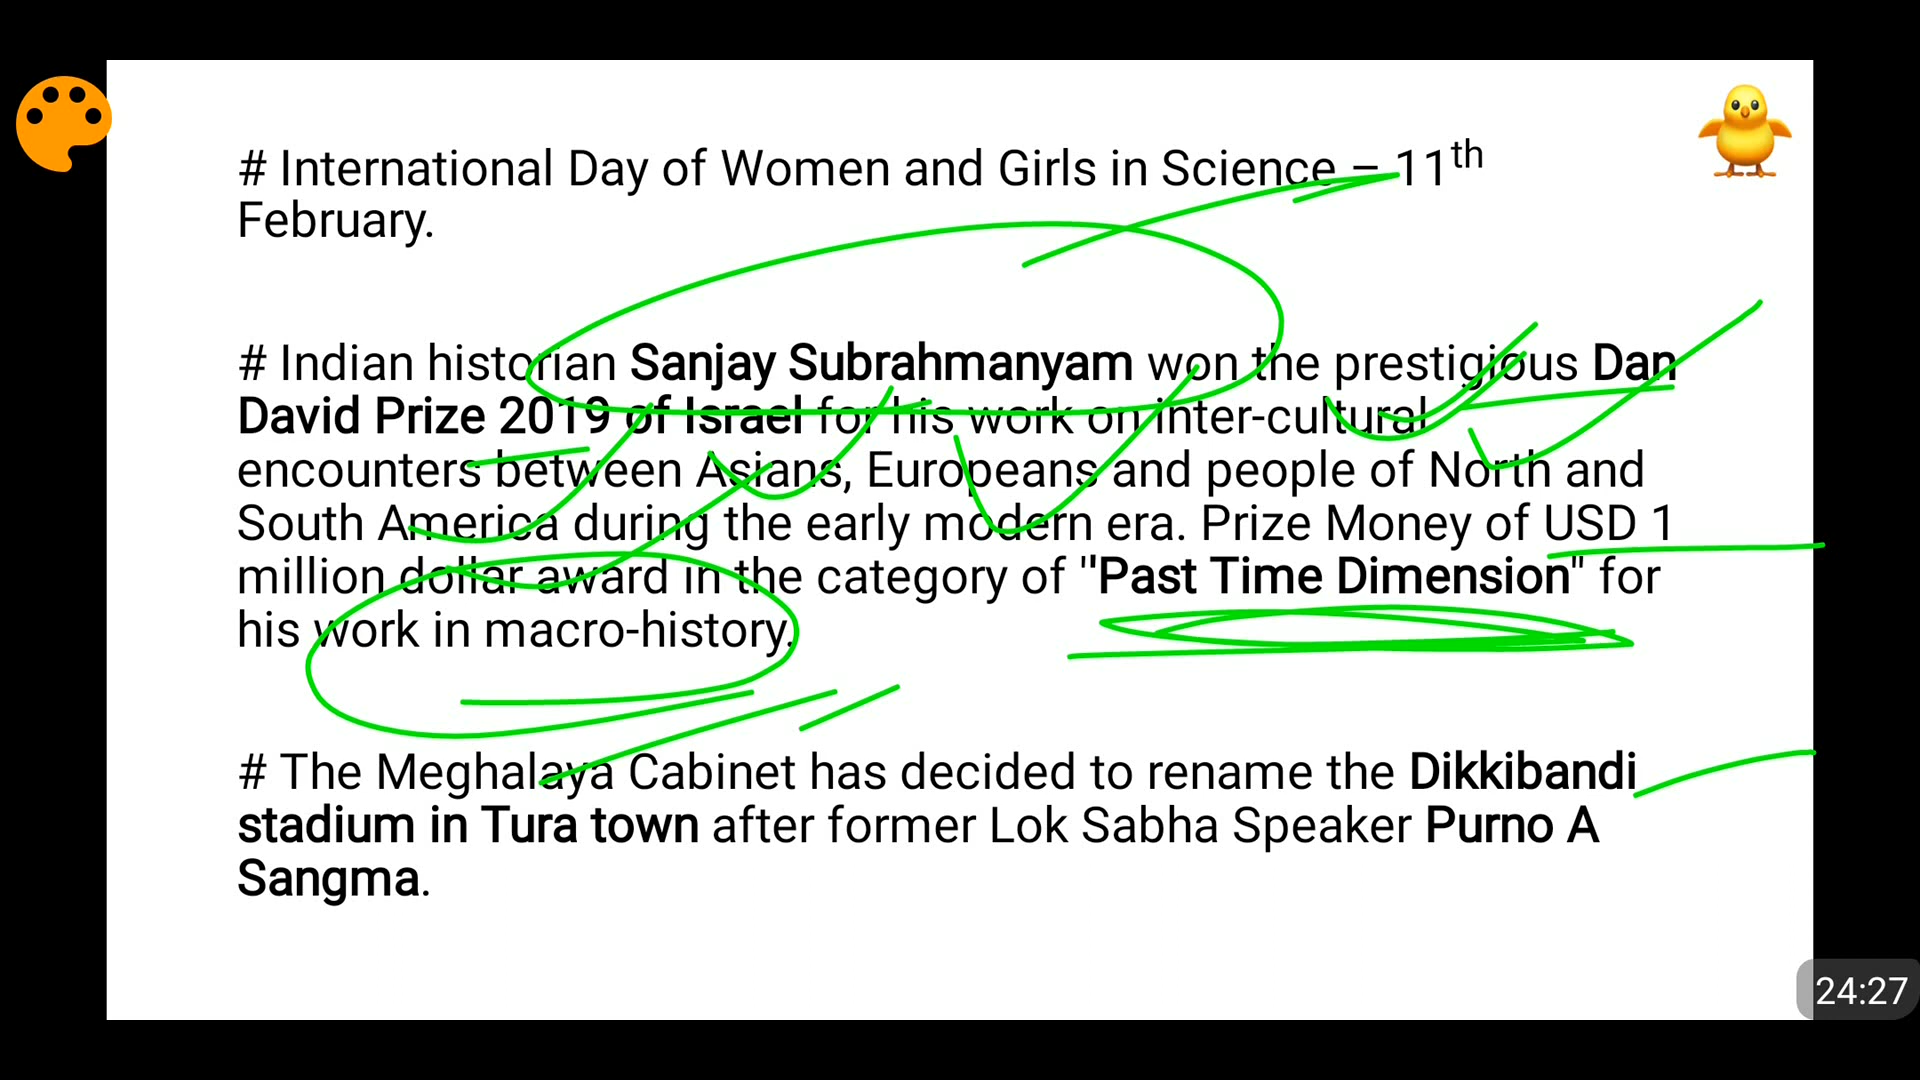 # International Day of Women and Girls in Science – 11th
February.
# Indian historian Sanjay Subrahmanyam won the prestigious Dan
David Prize 2019 of Israel for his work on inter-cultural
encounters between Asians, Europeans and people of North and
South America during the early modern era. Prize Money of USD 1
million dollar award in the category of "Past Time Dimension" for
his work in macro-history.
# The Meghalaya Cabinet has decided to rename the Dikkibandi
stadium in Tura town after former Lok Sabha Speaker Purno A
Sangma.
24:27